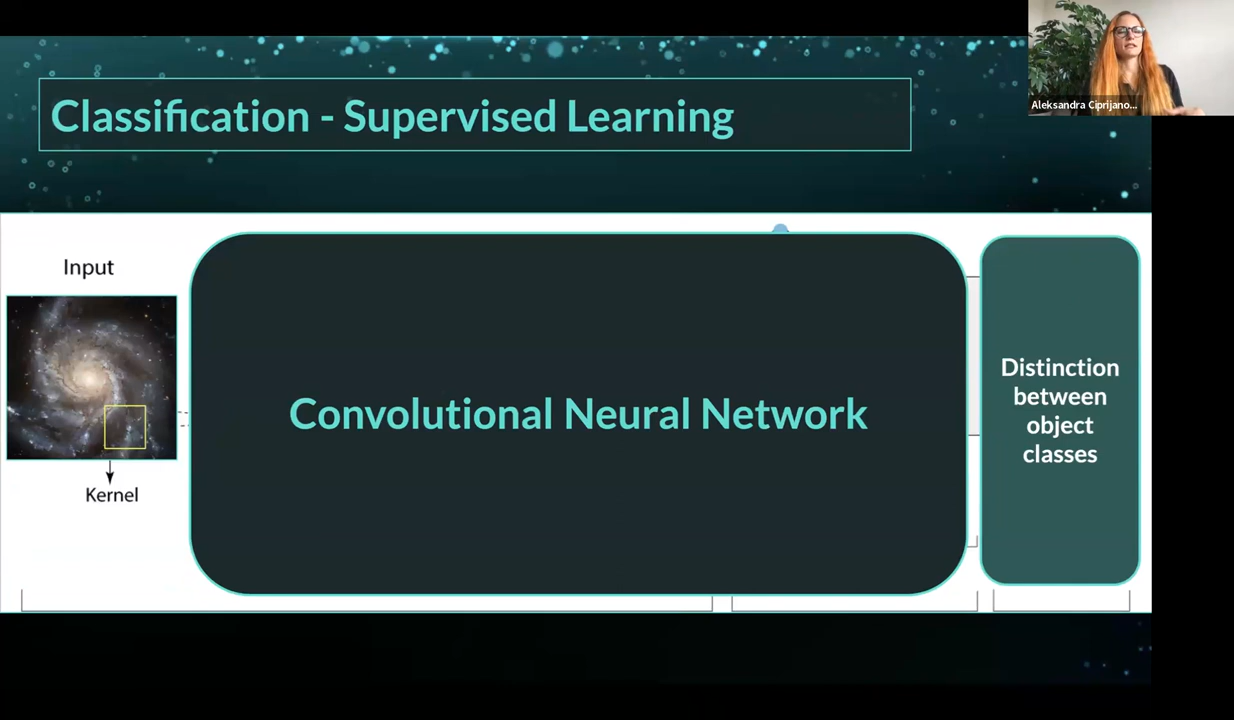 Classification - Supervised Learning
Aleksandra Ciprijano...
Input
Kernel
Convolutional Neural Network
Distinction
between
object
classes